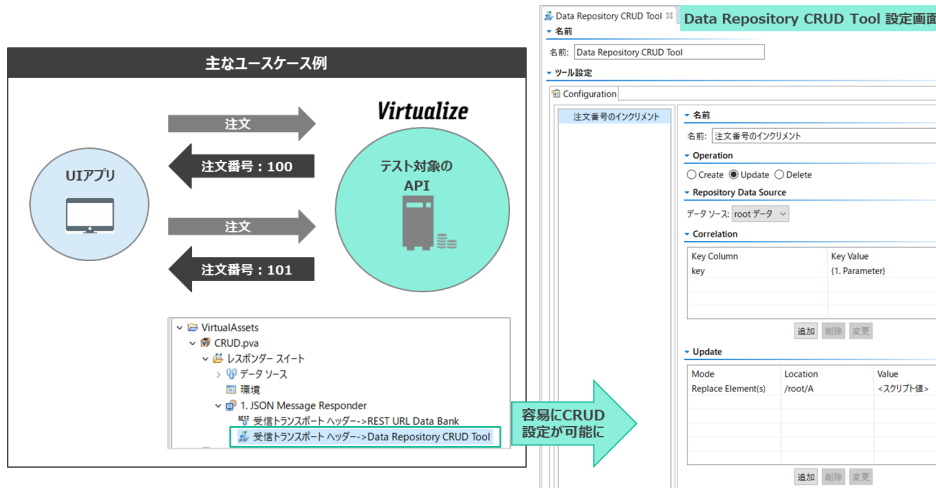 主なユースケース例
Virtualize
注文
UIアプリ
注文番号：100
テスト対象の
API
注文
注文番号：101
VirtualAssets
CRUD.pva
レスポンダー スイート
データ ソース
環境
1. JSON Message Responder
受信トランスポート ヘッダー->REST URL Data Bank
受信トランスポート ヘッダー->Data Repository CRUD Tool
容易にCRUD
設定が可能に
Data Repository CRUD Tool
Data Repository CRUD Tool 設定画面
名前
名前: Data Repository CRUD Tool
ツール設定
Configuration
注文番号のインクリメント
名前
名前: 注文番号のインクリメント
Operation
Create Update Delete
Repository Data Source
データ ソース: root データ
Correlation
Key Column Key Value
key {1. Parameter}
追加 削除 変更
Update
Mode Location Value
Replace Element(s) /root/A <スクリプト値>
追加 削除 変更